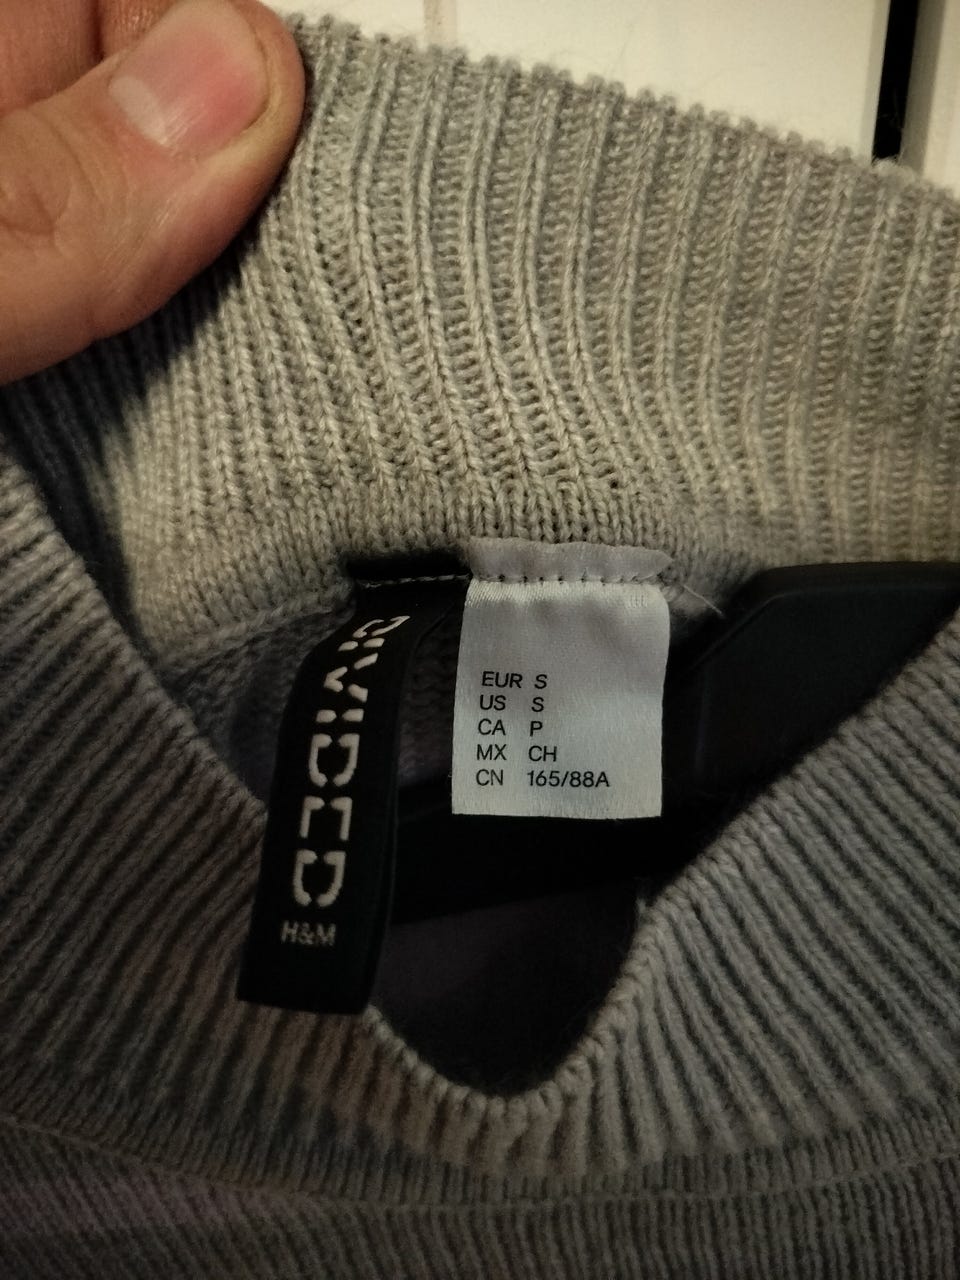 DIVIDED
H&M
EUR S
US S
CA P
MX CH
CN 165/88A